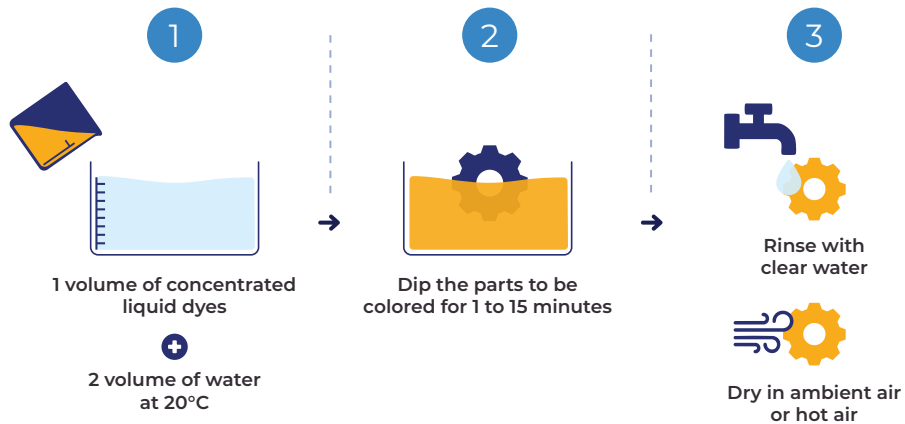 1
1 volume of concentrated
liquid dyes
2 volume of water
at 20°C
2
Dip the parts to be
colored for 1 to 15 minutes
3
Rinse with
clear water
Dry in ambient air
or hot air